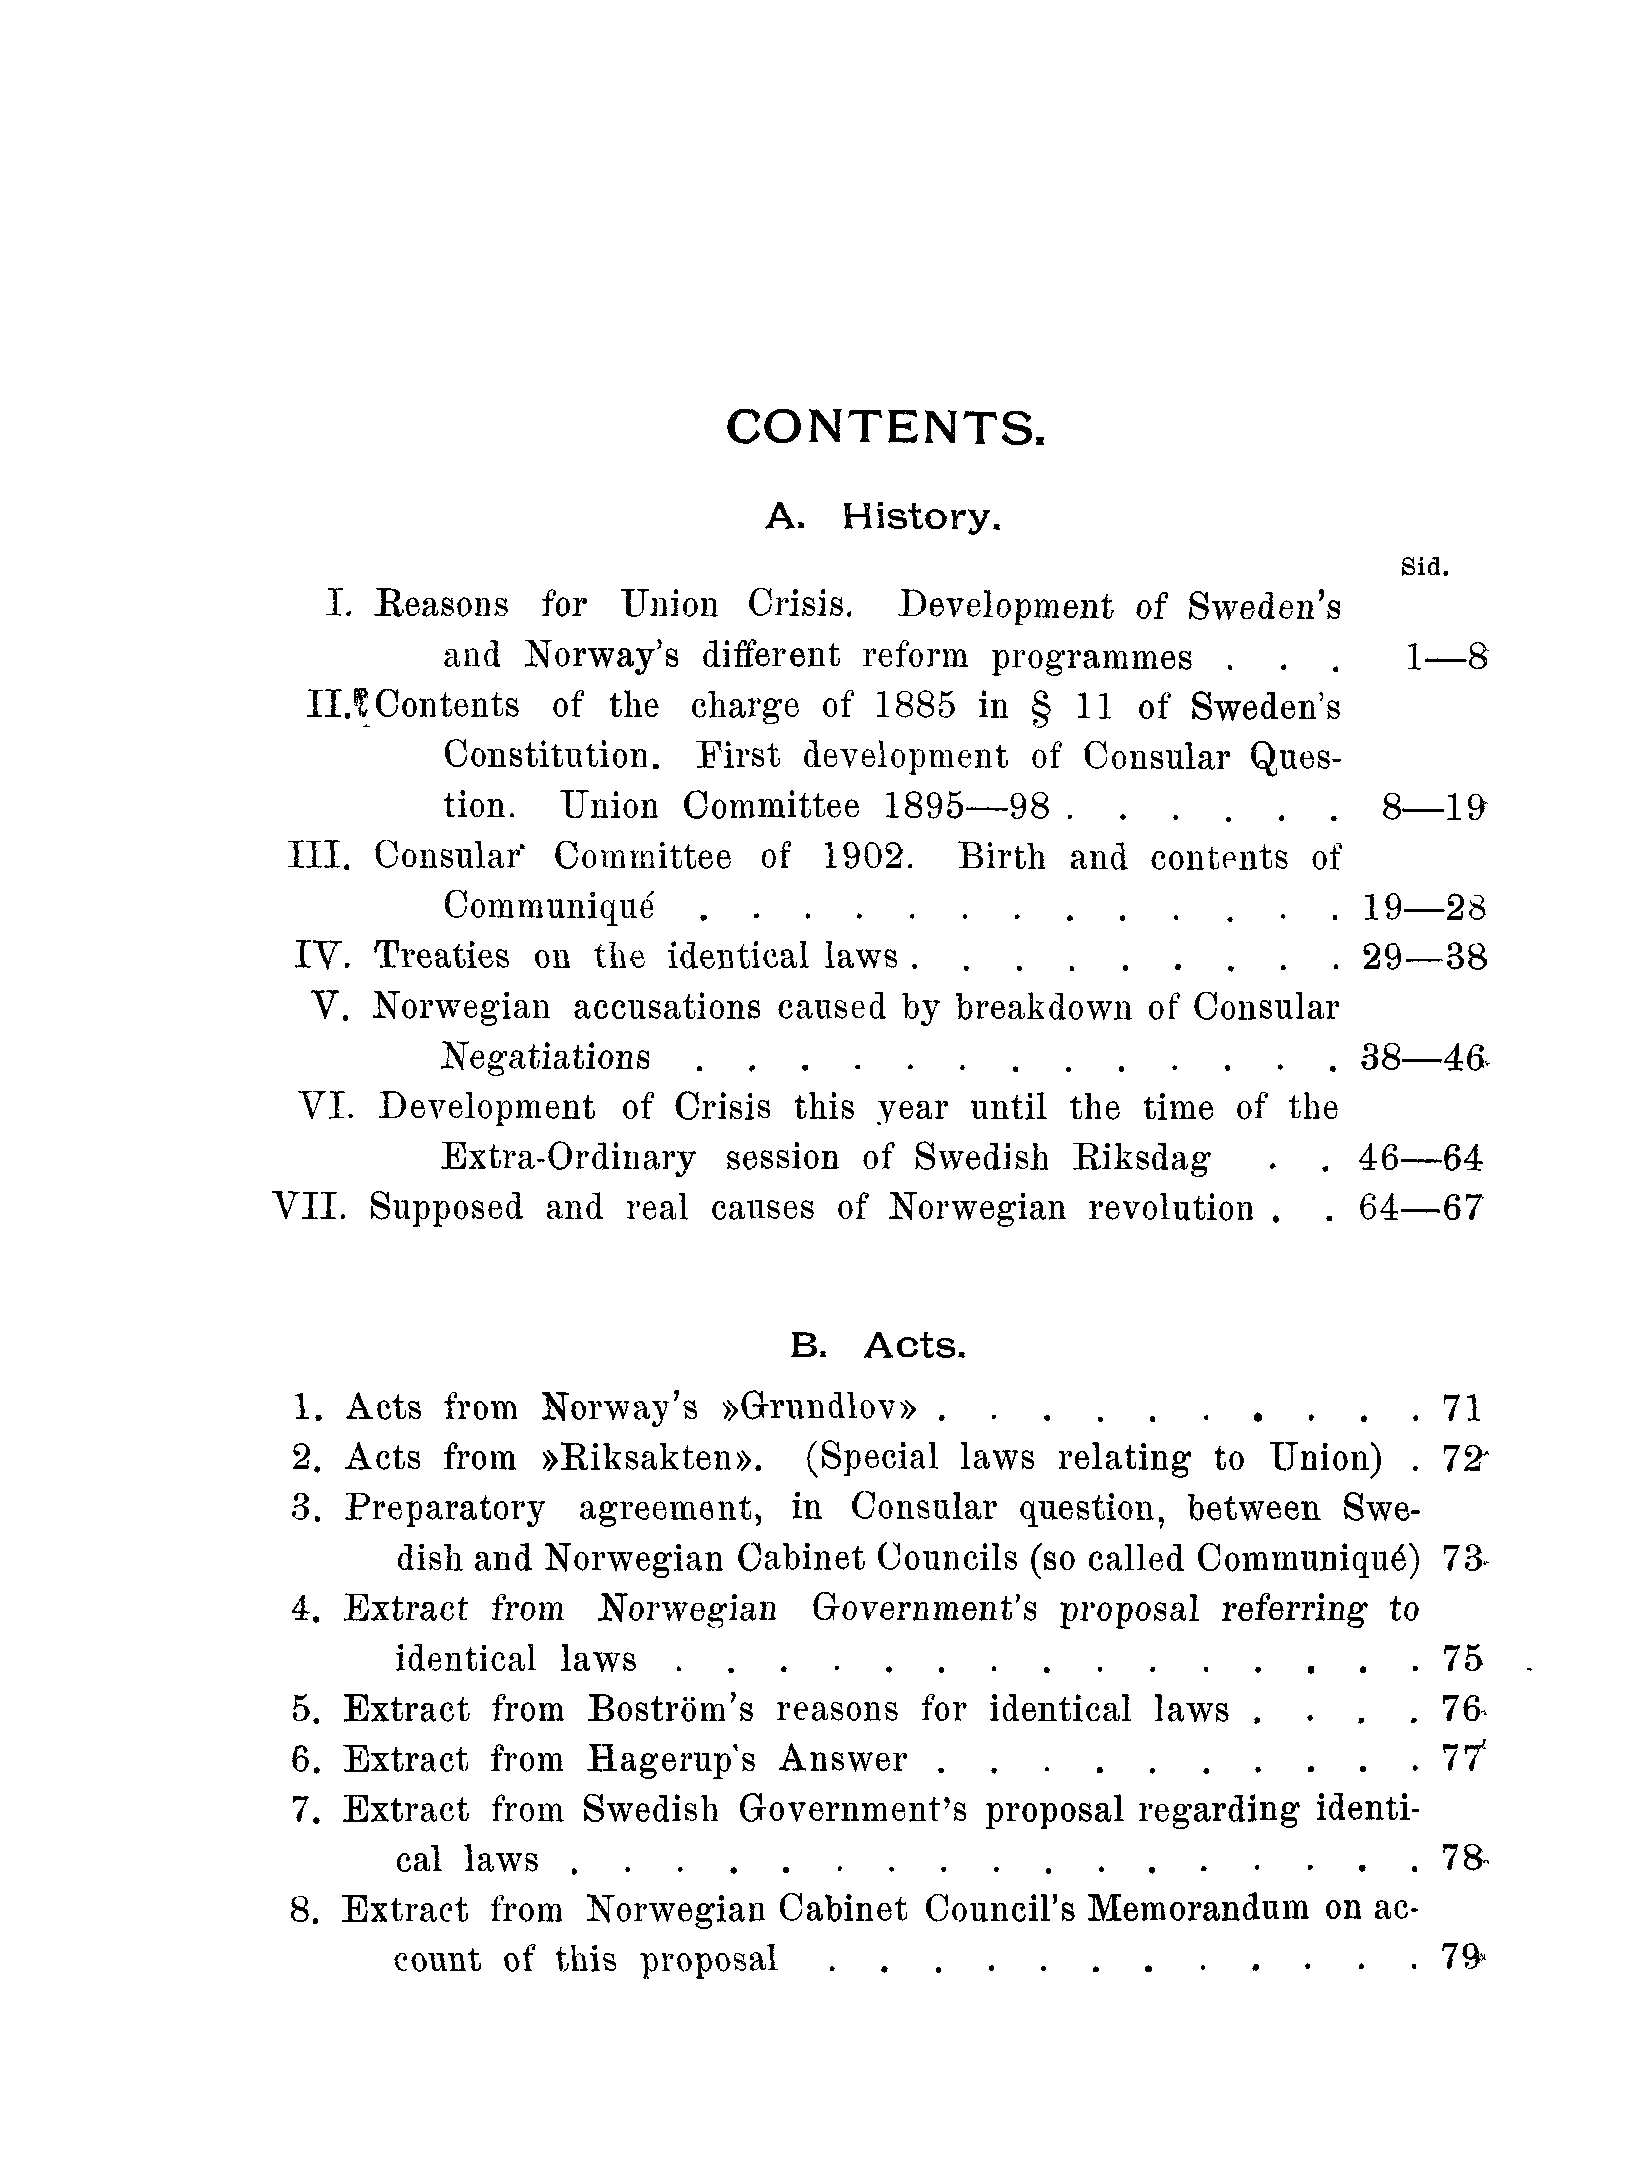 CONTENTS.
A. History.
Sid.
I. Reasons for Union Crisis. Development of Sweden's
and Norway's different reform programmes . . . 1—8
II. Contents of the charge of 1885 in § 11 of Sweden's
Constitution. First development of Consular Ques-
tion. Union Committee 1895—98 . . . . . . 8—19
III. Consular Committee of 1902. Birth and contents of
Communiqué . . . . . . . . . . . . . 19—28
IV. Treaties on the identical laws . . . . . . . . . 29—38
V. Norwegian accusations caused by breakdown of Consular
Negatiations . . . . . . . . . . . . . 38—46
VI. Development of Crisis this year until the time of the
Extra-Ordinary session of Swedish Riksdag . . 46—64
VII. Supposed and real causes of Norwegian revolution . . 64—67
B. Acts.
1. Acts from Norway's »Grundlov» . . . . . . . . . . 71
2. Acts from »Riksakten». (Special laws relating to Union) . 72
3. Preparatory agreement, in Consular question, between Swe-
dish and Norwegian Cabinet Councils (so called Communiqué) 73
4. Extract from Norwegian Government's proposal referring to
identical laws . . . . . . . . . . . . . . . 75
5. Extract from Boström's reasons for identical laws . . . . 76
6. Extract from Hagerup's Answer . . . . . . . . . . 77
7. Extract from Swedish Government's proposal regarding identi-
cal laws . . . . . . . . . . . . . . . . . 78
8. Extract from Norwegian Cabinet Council's Memorandum on ac-
count of this proposal . . . . . . . . . . . . 79